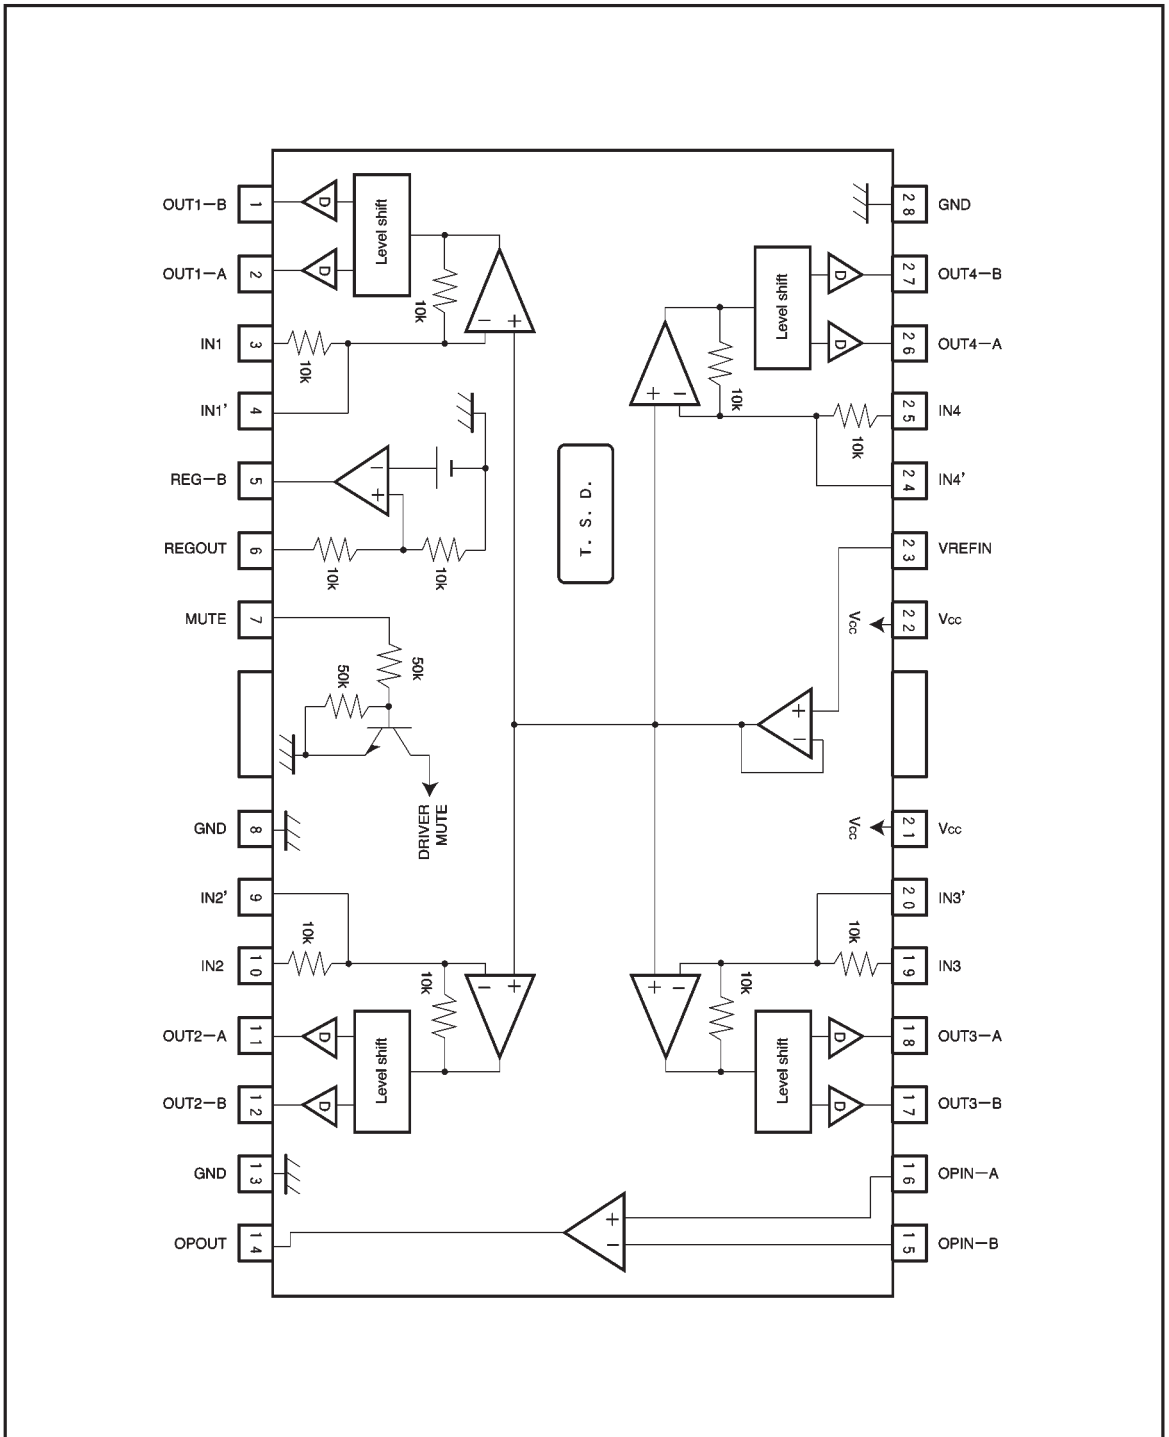 OUT1-B 1
OUT1-A 2
IN1 3
IN1' 4
REG-B 5
REGOUT 6
MUTE 7
GND 8
IN2' 9
IN2 10
OUT2-A 11
OUT2-B 12
GND 13
OPOUT 14
28 GND
27 OUT4-B
26 OUT4-A
25 IN4
24 IN4'
23 VREFIN
22 Vcc
21 Vcc
20 IN3'
19 IN3
18 OUT3-A
17 OUT3-B
16 OPIN-A
15 OPIN-B
D
D
Level shift
10k
10k
- +
-
+
10k
10k
50k
50k
DRIVER
MUTE
10k
10k
- +
D
D
Level shift
T. S. D.
Level shift
D
D
10k
+ -
10k
Vcc
+
-
Vcc
10k
10k
+ -
Level shift
D
D
+
-